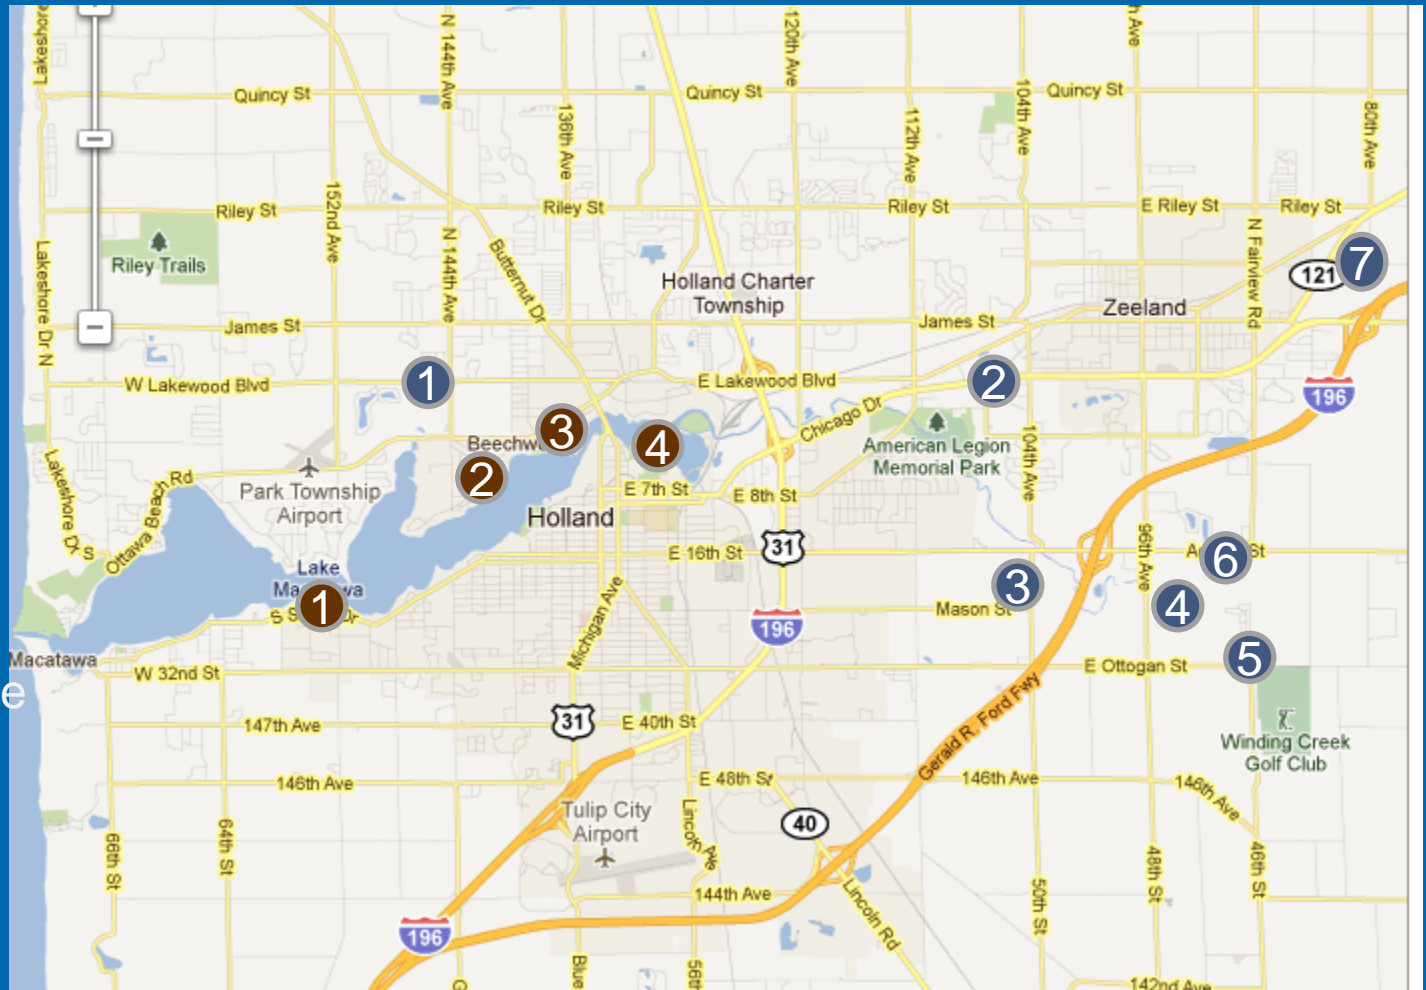 Lakeshore
N 144th Ave
120th Ave
th Ave
Quincy St
Quincy St
Quincy St
136th Ave
112th Ave
104th Ave
80th Ave
152nd Ave
Riley St
Riley St
Riley St
E Riley St
Riley St
Riley Trails
Lakeshore Dr N
N 144th Ave
Butternut Dr
N Fairview Rd
Holland Charter
Township
121
7
Zeeland
James St
James St
W Lakewood Blvd
1
E Lakewood Blvd
2
196
Chicago Dr
American Legion
Memorial Park
104th Ave
Beechw
3
4
2
Lakeshore Dr S
Ottawa Beach Rd
Park Township
Airport
E 7th St
E 8th St
Holland
31
E 16th St
96th Ave
A
St
6
Lake
Ma
wa
1
S S
Dr
3
Mason St
4
Michigan Ave
196
5
Macatawa
e
W 32nd St
E Ottogan St
147th Ave
31
E 40th St
Gerald R. Ford Fwy
Winding Creek
Golf Club
146th Ave
E 48th St
146th Ave
146th Ave
Tulip City
Airport
40
Lincoln Ave
66th St
64th St
48th St
46th St
144th Ave
Lincoln Rd
50th St
196
Blue
56th
142nd Ave